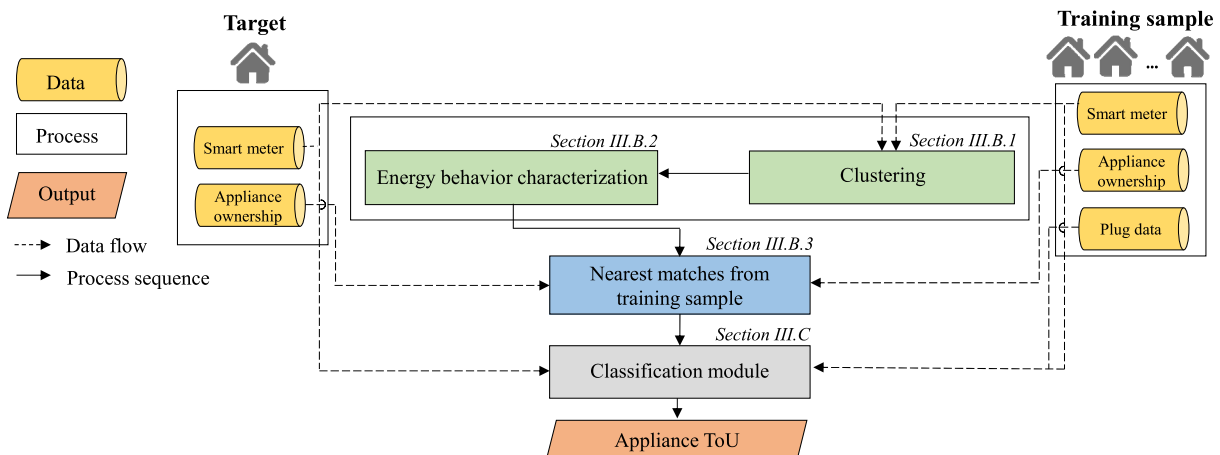 Target
Training sample
...
Data
Process
Output
Data flow
Process sequence
Smart meter
Appliance
ownership
Section III.B.2
Energy behavior characterization
Section III.B.1
Clustering
Smart meter
Appliance
ownership
Plug data
Section III.B.3
Nearest matches from
training sample
Section III.C
Classification module
Appliance ToU